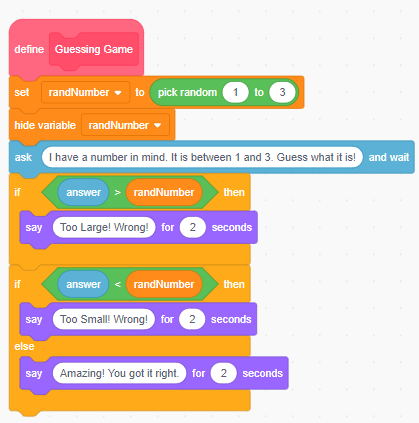 define Guessing Game
set randNumber to pick random 1 to 3
hide variable randNumber
ask I have a number in mind. It is between 1 and 3. Guess what it is! and wait
if answer > randNumber then
say Too Large! Wrong! for 2 seconds
if answer < randNumber then
say Too Small! Wrong! for 2 seconds
else
say Amazing! You got it right. for 2 seconds